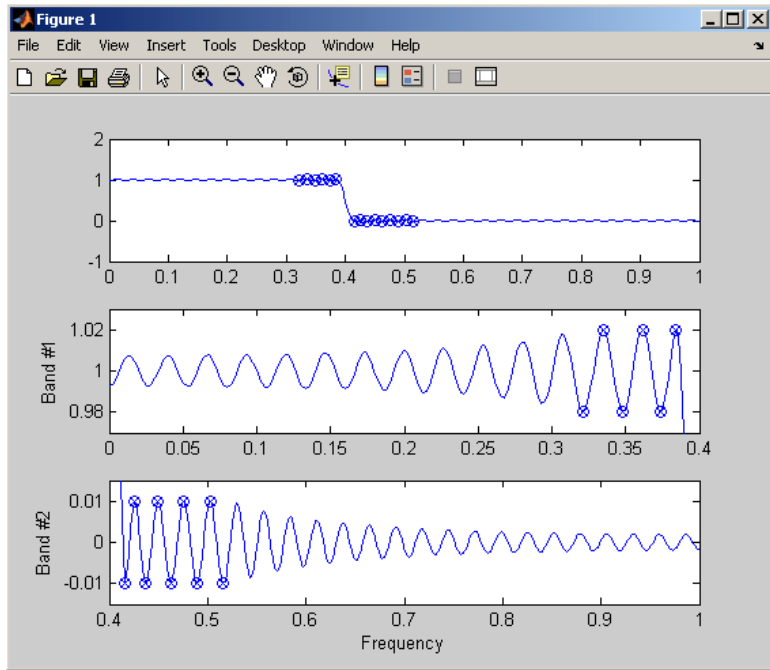 Figure 1
File Edit View Insert Tools Desktop Window Help
2
1
0
-1
0 0.1 0.2 0.3 0.4 0.5 0.6 0.7 0.8 0.9 1
Band #1
1.02
1
0.98
0 0.05 0.1 0.15 0.2 0.25 0.3 0.35 0.4
Band #2
0.01
0
-0.01
0.4 0.5 0.6 0.7 0.8 0.9 1
Frequency